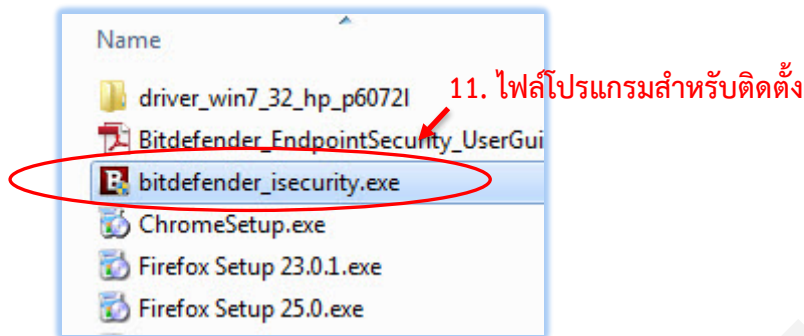 Name
driver_win7_32_hp_p6072l
11. ไฟล์โปรแกรมสำหรับติดตั้ง
Bitdefender_EndpointSecurity_UserGui
bitdefender_isecurity.exe
ChromeSetup.exe
Firefox Setup 23.0.1.exe
Firefox Setup 25.0.exe